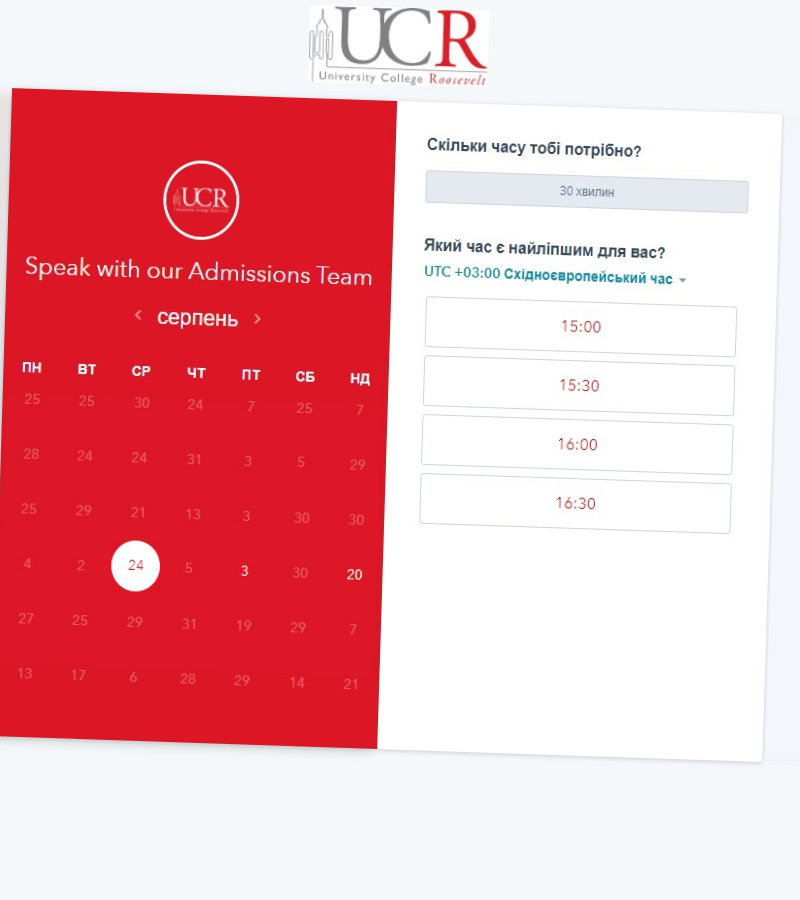 UCR
University College Roosevelt
UCR
University College Roosevelt
Speak with our Admissions Team
серпень
ПН ВТ СР ЧТ ПТ СБ НД
25 25 30 24 7 25 7
28 24 24 31 3 5 29
25 29 21 13 3 30 30
4 2 24 5 3 30 20
27 25 29 31 19 29 7
13 17 6 28 29 14 21
Скільки часу тобі потрібно?
30 хвилин
Який час є найліпшим для вас?
UTC +03:00 Східноєвропейський час
15:00
15:30
16:00
16:30